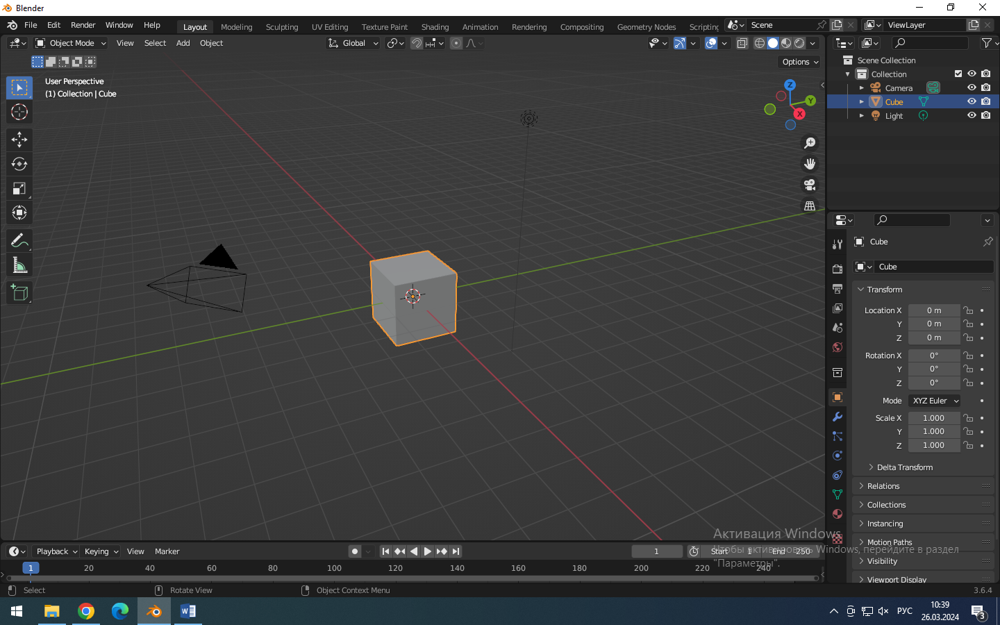 Blender
File Edit Render Window Help Layout Modeling Sculpting UV Editing Texture Paint Shading Animation Rendering Compositing Geometry Nodes Scripting Scene ViewLayer
Object Mode View Select Add Object Global
Options
User Perspective
(1) Collection | Cube
Z
Y
X
Scene Collection
Collection
Camera
Cube
Light
Cube
Cube
Transform
Location X 0 m
Y 0 m
Z 0 m
Rotation X 0°
Y 0°
Z 0°
Mode XYZ Euler
Scale X 1.000
Y 1.000
Z 1.000
Delta Transform
Relations
Collections
Instancing
Motion Paths
Visibility
Viewport Display
Активация Windows
Чтобы активировать Windows, перейдите в раздел
"Параметры".
Playback Keying View Marker 1 Start 1 End 250
1 20 40 60 80 100 120 140 160 180 200 220 240
Select Rotate View Object Context Menu 3.6.4
РУС 10:39
26.03.2024
3